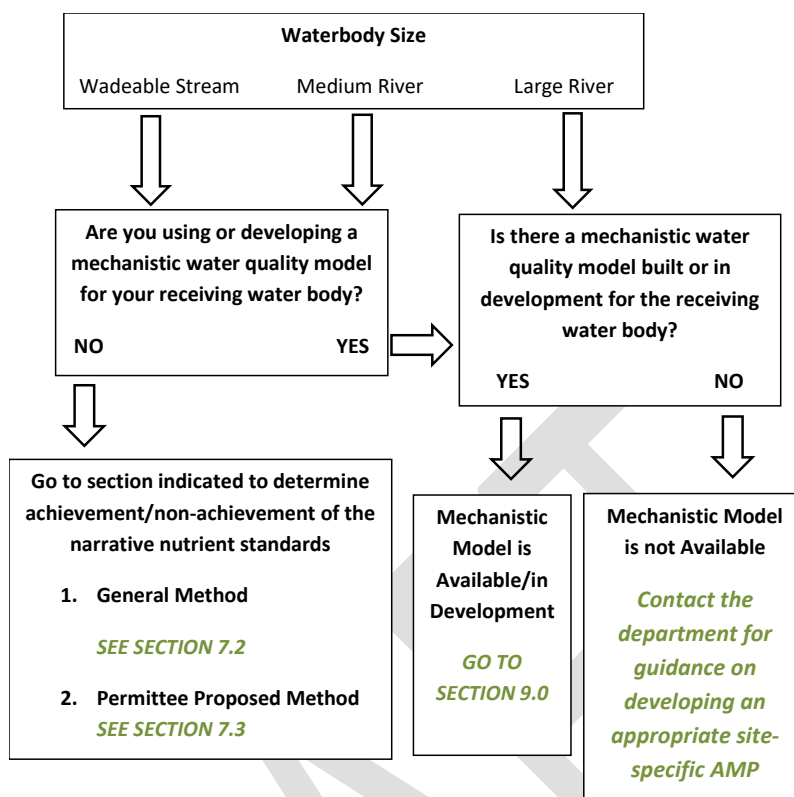 Waterbody Size
Wadeable Stream Medium River Large River
Are you using or developing a
mechanistic water quality model
for your receiving water body?
NO YES
Is there a mechanistic water
quality model built or in
development for the receiving
water body?
YES NO
Go to section indicated to determine
achievement/non-achievement of the
narrative nutrient standards
1. General Method
SEE SECTION 7.2
2. Permittee Proposed Method
SEE SECTION 7.3
Mechanistic
Model is
Available/in
Development
GO TO
SECTION 9.0
Mechanistic Model
is not Available
Contact the
department for
guidance on
developing an
appropriate site-
specific AMP